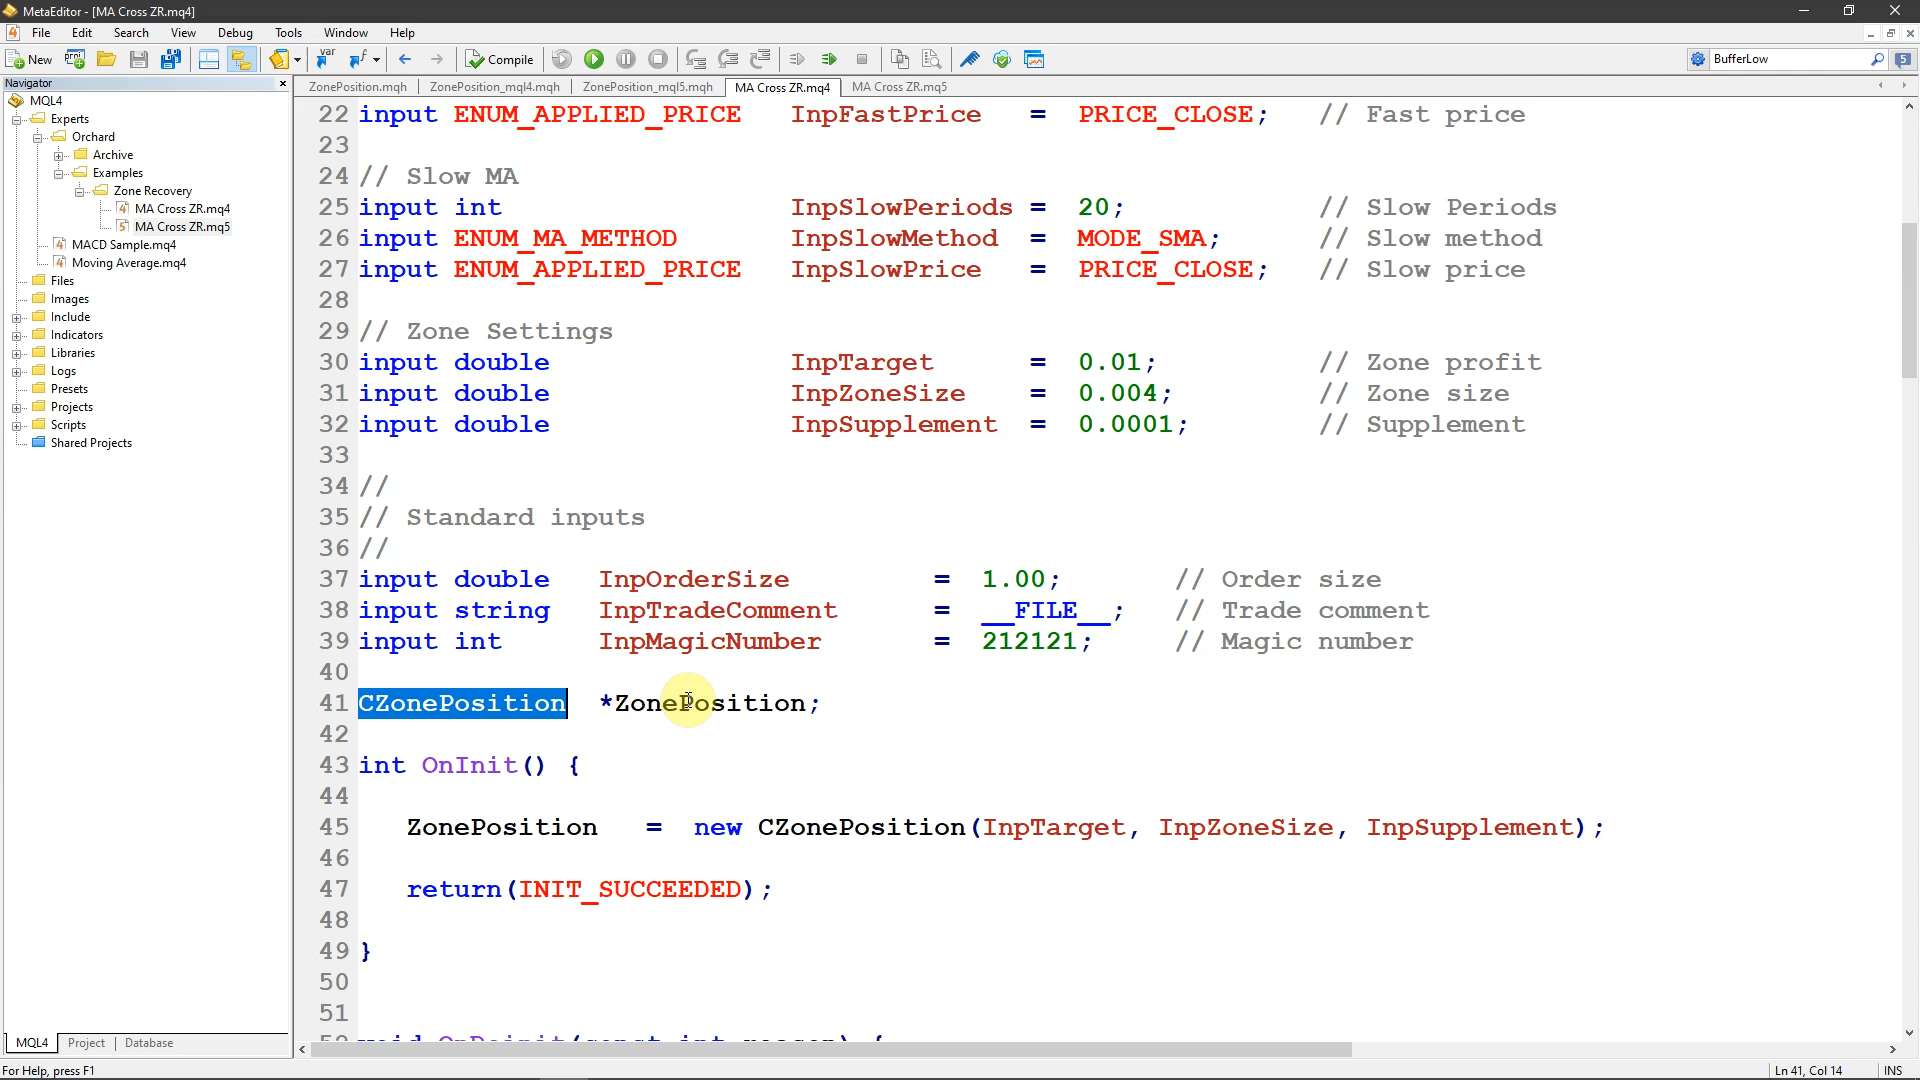 MetaEditor - [MA Cross ZR.mq4]
File Edit Search View Debug Tools Window Help
New Compile BufferLow 5
Navigator
ZonePosition.mqh ZonePosition_mql4.mqh ZonePosition_mql5.mqh MA Cross ZR.mq4 MA Cross ZR.mq5
MQL4
Experts
Orchard
Archive
Examples
Zone Recovery
MA Cross ZR.mq4
MA Cross ZR.mq5
MACD Sample.mq4
Moving Average.mq4
Files
Images
Include
Indicators
Libraries
Logs
Presets
Projects
Scripts
Shared Projects
22 input ENUM_APPLIED_PRICE InpFastPrice = PRICE_CLOSE; // Fast price
23
24 // Slow MA
25 input int InpSlowPeriods = 20; // Slow Periods
26 input ENUM_MA_METHOD InpSlowMethod = MODE_SMA; // Slow method
27 input ENUM_APPLIED_PRICE InpSlowPrice = PRICE_CLOSE; // Slow price
28
29 // Zone Settings
30 input double InpTarget = 0.01; // Zone profit
31 input double InpZoneSize = 0.004; // Zone size
32 input double InpSupplement = 0.0001; // Supplement
33
34 //
35 // Standard inputs
36 //
37 input double InpOrderSize = 1.00; // Order size
38 input string InpTradeComment = __FILE__; // Trade comment
39 input int InpMagicNumber = 212121; // Magic number
40
41 CZonePosition *ZonePosition;
42
43 int OnInit() {
44
45 ZonePosition = new CZonePosition(InpTarget, InpZoneSize, InpSupplement);
46
47 return(INIT_SUCCEEDED);
48
49 }
50
51
52 void OnDeinit(const int reason) {
MQL4 Project Database
For Help, press F1 Ln 41, Col 14 INS